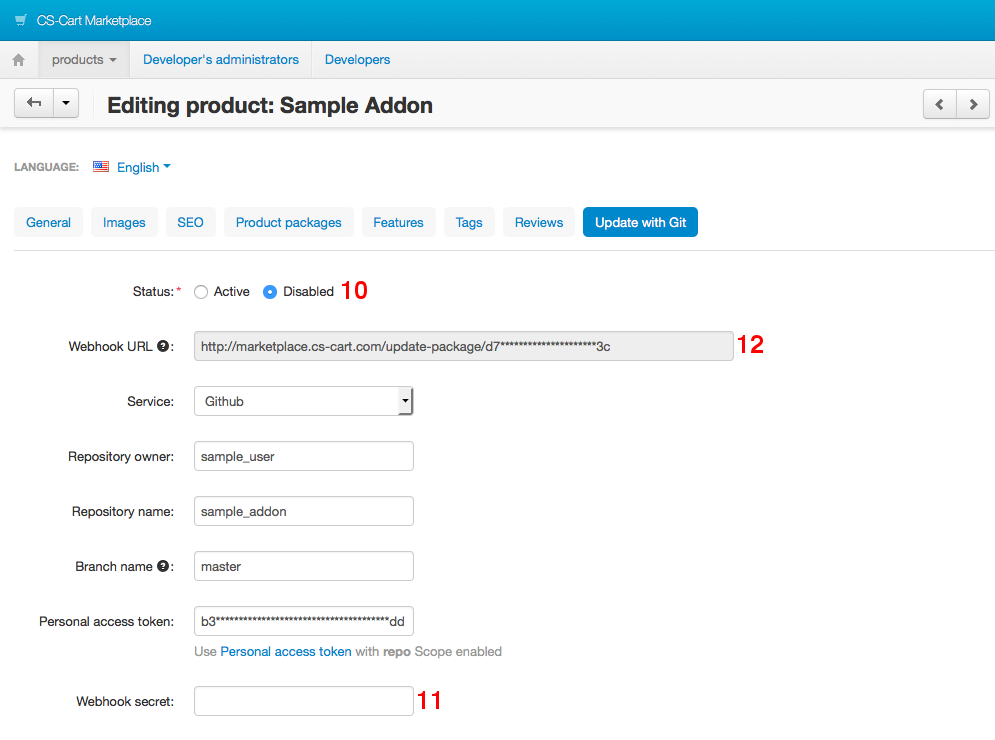 CS-Cart Marketplace
products Developer's administrators Developers
Editing product: Sample Addon
LANGUAGE: English
General Images SEO Product packages Features Tags Reviews Update with Git
Status:* Active Disabled 10
Webhook URL ?: http://marketplace.cs-cart.com/update-package/d7*********************3c 12
Service: Github
Repository owner: sample_user
Repository name: sample_addon
Branch name ?: master
Personal access token: b3**************************************dd
Use Personal access token with repo Scope enabled
Webhook secret: 11